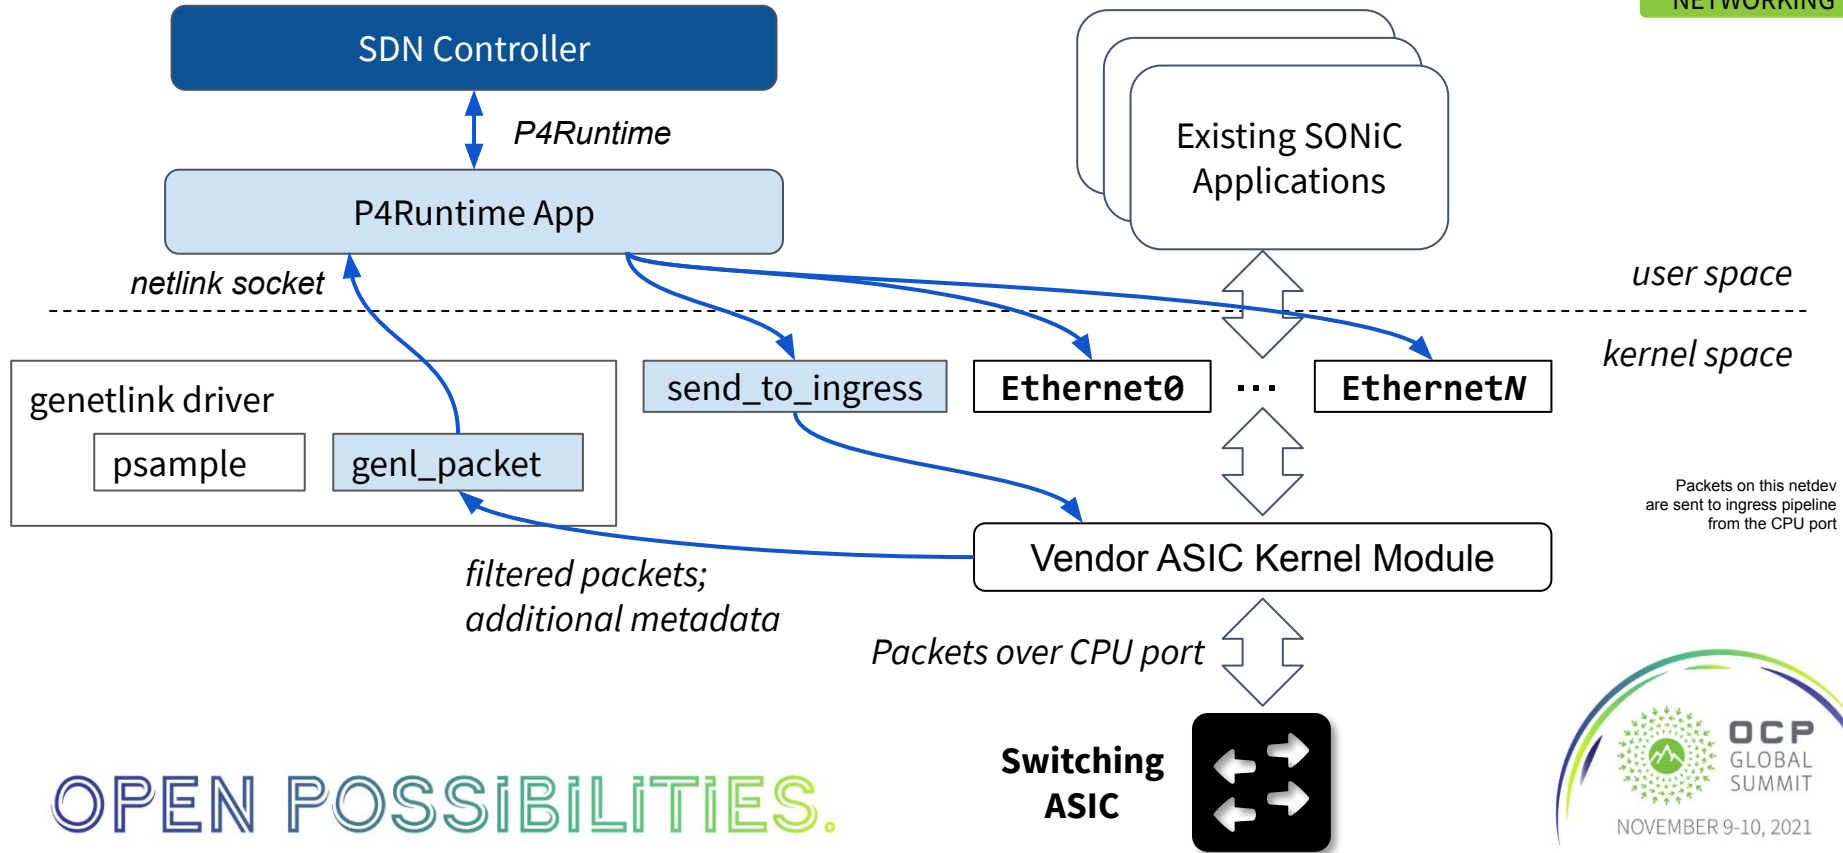 NETWORKING
SDN Controller
P4Runtime
Existing SONiC
Applications
P4Runtime App
netlink socket
user space
kernel space
genetlink driver
psample
genl_packet
send_to_ingress
Ethernet0
...
EthernetN
Packets on this netdev
are sent to ingress pipeline
from the CPU port
Vendor ASIC Kernel Module
filtered packets;
additional metadata
Packets over CPU port
Switching
ASIC
OPEN POSSiBiLiTiES.
OCP
GLOBAL
SUMMIT
NOVEMBER 9-10, 2021